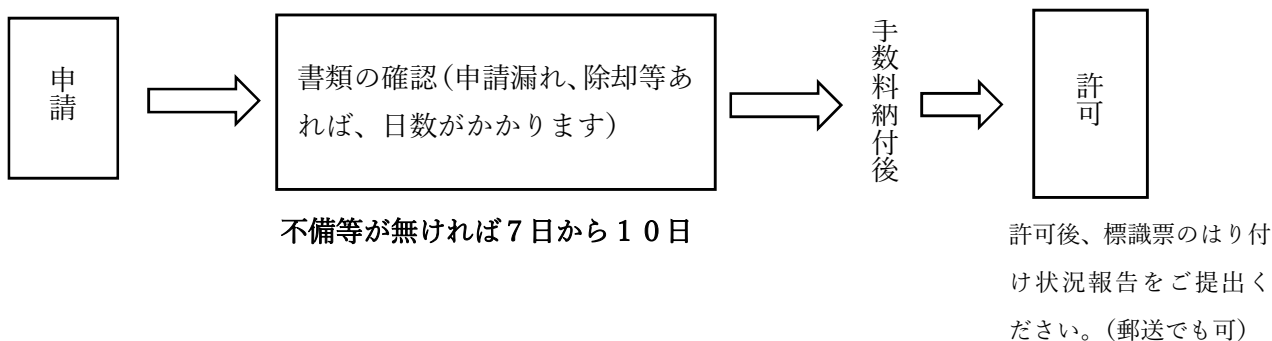 申請
書類の確認(申請漏れ、除却等あ
れば、日数がかかります)
不備等が無ければ7日から10日
手数料納付後
許可
許可後、標識票のはり付
け状況報告をご提出く
ださい。(郵送でも可)